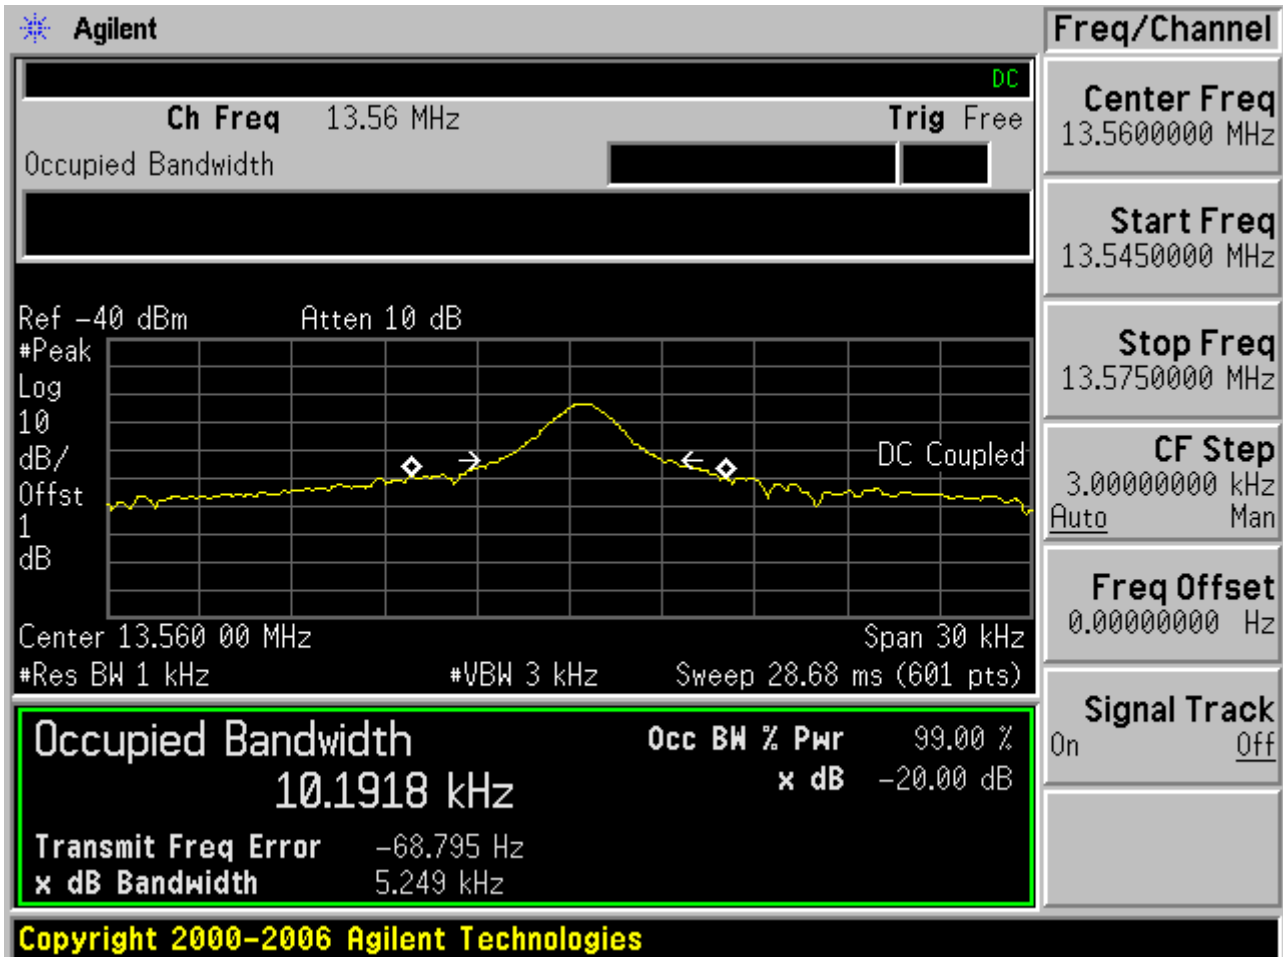 Agilent
Freq/Channel
DC
Ch Freq 13.56 MHz Trig Free
Occupied Bandwidth
Center Freq
13.5600000 MHz
Start Freq
13.5450000 MHz
Stop Freq
13.5750000 MHz
CF Step
3.00000000 kHz
Auto Man
Freq Offset
0.00000000 Hz
Signal Track
On Off
Ref -40 dBm Atten 10 dB
#Peak
Log
10
dB/
Offst
1
dB
DC Coupled
Center 13.560 00 MHz Span 30 kHz
#Res BW 1 kHz #VBW 3 kHz Sweep 28.68 ms (601 pts)
Occupied Bandwidth
10.1918 kHz
Occ BW % Pwr 99.00 %
x dB -20.00 dB
Transmit Freq Error -68.795 Hz
x dB Bandwidth 5.249 kHz
Copyright 2000-2006 Agilent Technologies